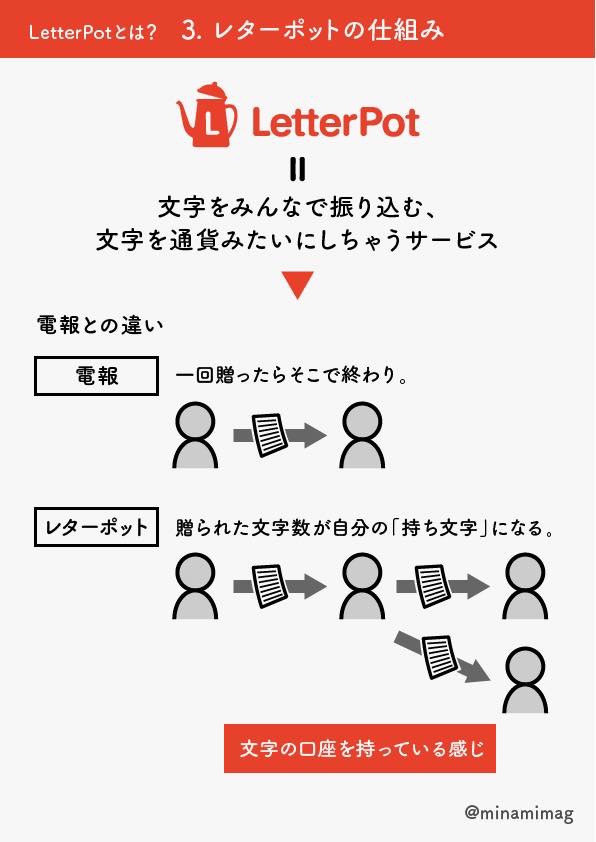 LetterPotとは? 3. レターポットの仕組み
L LetterPot
=
文字をみんなで振り込む、
文字を通貨みたいにしちゃうサービス
電報との違い
電報 一回贈ったらそこで終わり。
レターポット 贈られた文字数が自分の「持ち文字」になる。
文字の口座を持っている感じ
@minamimag